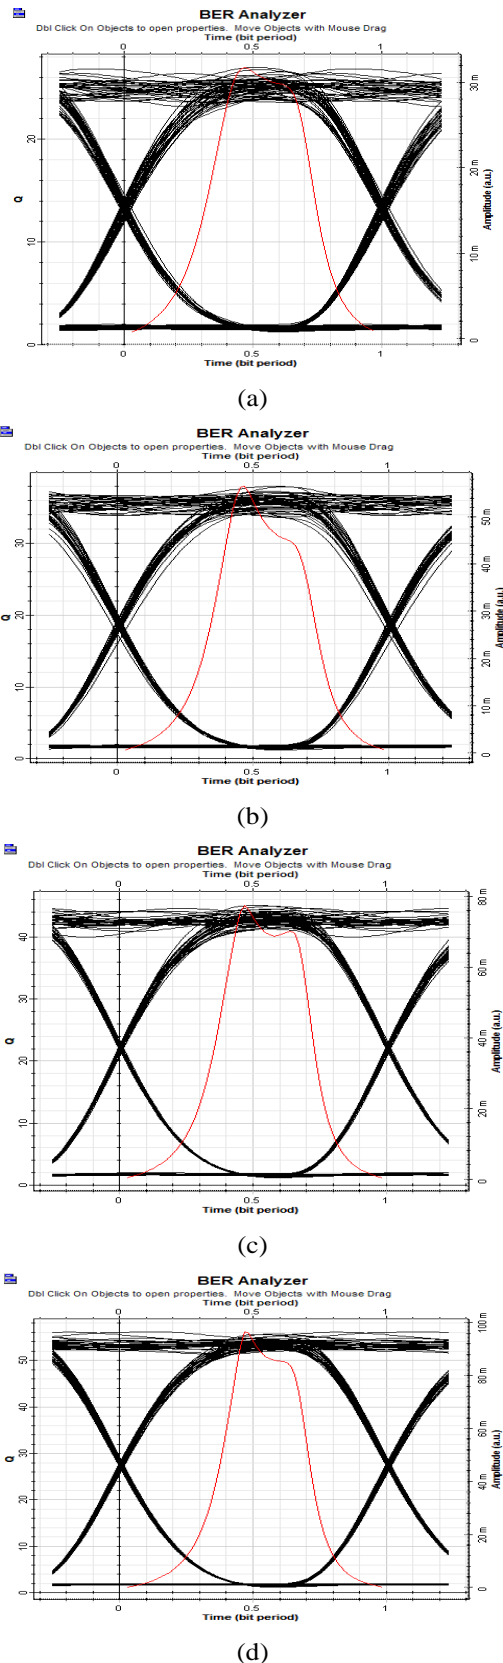 BER Analyzer
Dbl Click On Objects to open properties. Move Objects with Mouse Drag
Time (bit period)
0 0.5 1
Q
0 10 20
Amplitude (a.u.)
0 10 m 20 m 30 m
0 0.5 1
Time (bit period)
(a)
BER Analyzer
Dbl Click On Objects to open properties. Move Objects with Mouse Drag
Time (bit period)
0 0.5 1
Q
0 10 20 30
Amplitude (a.u.)
0 10 m 20 m 30 m 40 m 50 m
0 0.5 1
Time (bit period)
(b)
BER Analyzer
Dbl Click On Objects to open properties. Move Objects with Mouse Drag
Time (bit period)
0 0.5 1
Q
0 10 20 30 40
Amplitude (a.u.)
0 20 m 40 m 60 m 80 m
0 0.5 1
Time (bit period)
(c)
BER Analyzer
Dbl Click On Objects to open properties. Move Objects with Mouse Drag
Time (bit period)
0 0.5 1
Q
0 10 20 30 40 50
Amplitude (a.u.)
0 20 m 40 m 60 m 80 m 100 m
0 0.5 1
Time (bit period)
(d)